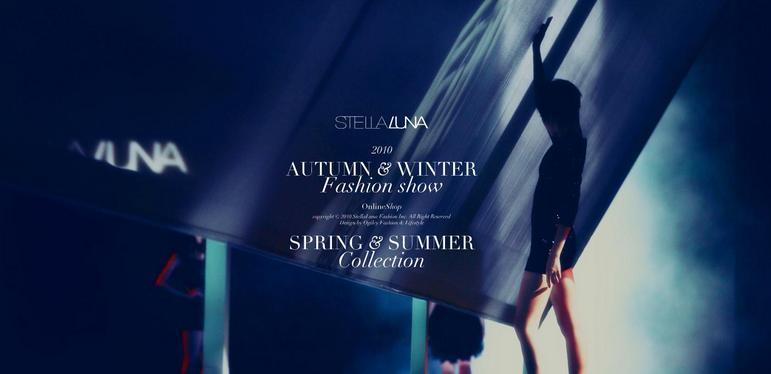 STELLALUNA
2010
AUTUMN & WINTER
Fashion show
OnlineShop
copyright © 2010 StellaLuna Fashion Inc. All Right Reserved
Design by Ogilvy Fashion & Lifestyle
SPRING & SUMMER
Collection
LUNA